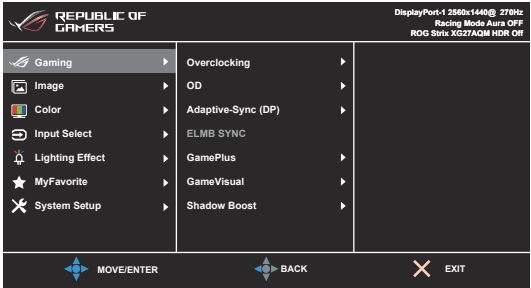 REPUBLIC OF
GAMERS
DisplayPort-1 2560x1440@ 270Hz
Racing Mode Aura OFF
ROG Strix XG27AQM HDR Off
Gaming
Image
Color
Input Select
Lighting Effect
MyFavorite
System Setup
Overclocking
OD
Adaptive-Sync (DP)
ELMB SYNC
GamePlus
GameVisual
Shadow Boost
MOVE/ENTER
BACK
EXIT